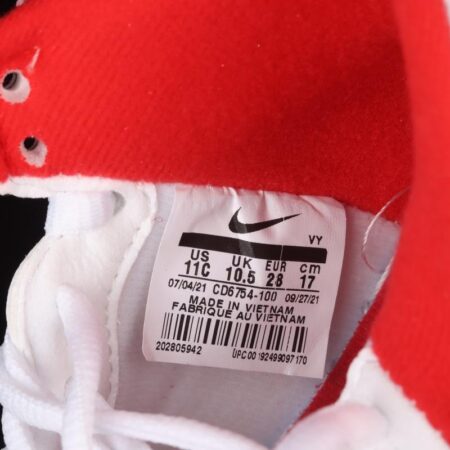 VY
US UK EUR cm
11C 10.5 28 17
07/04/21 CD6754-100 09/27/21
MADE IN VIETNAM
FABRIQUE AU VIETNAM
202805942 UPC 00192499097170